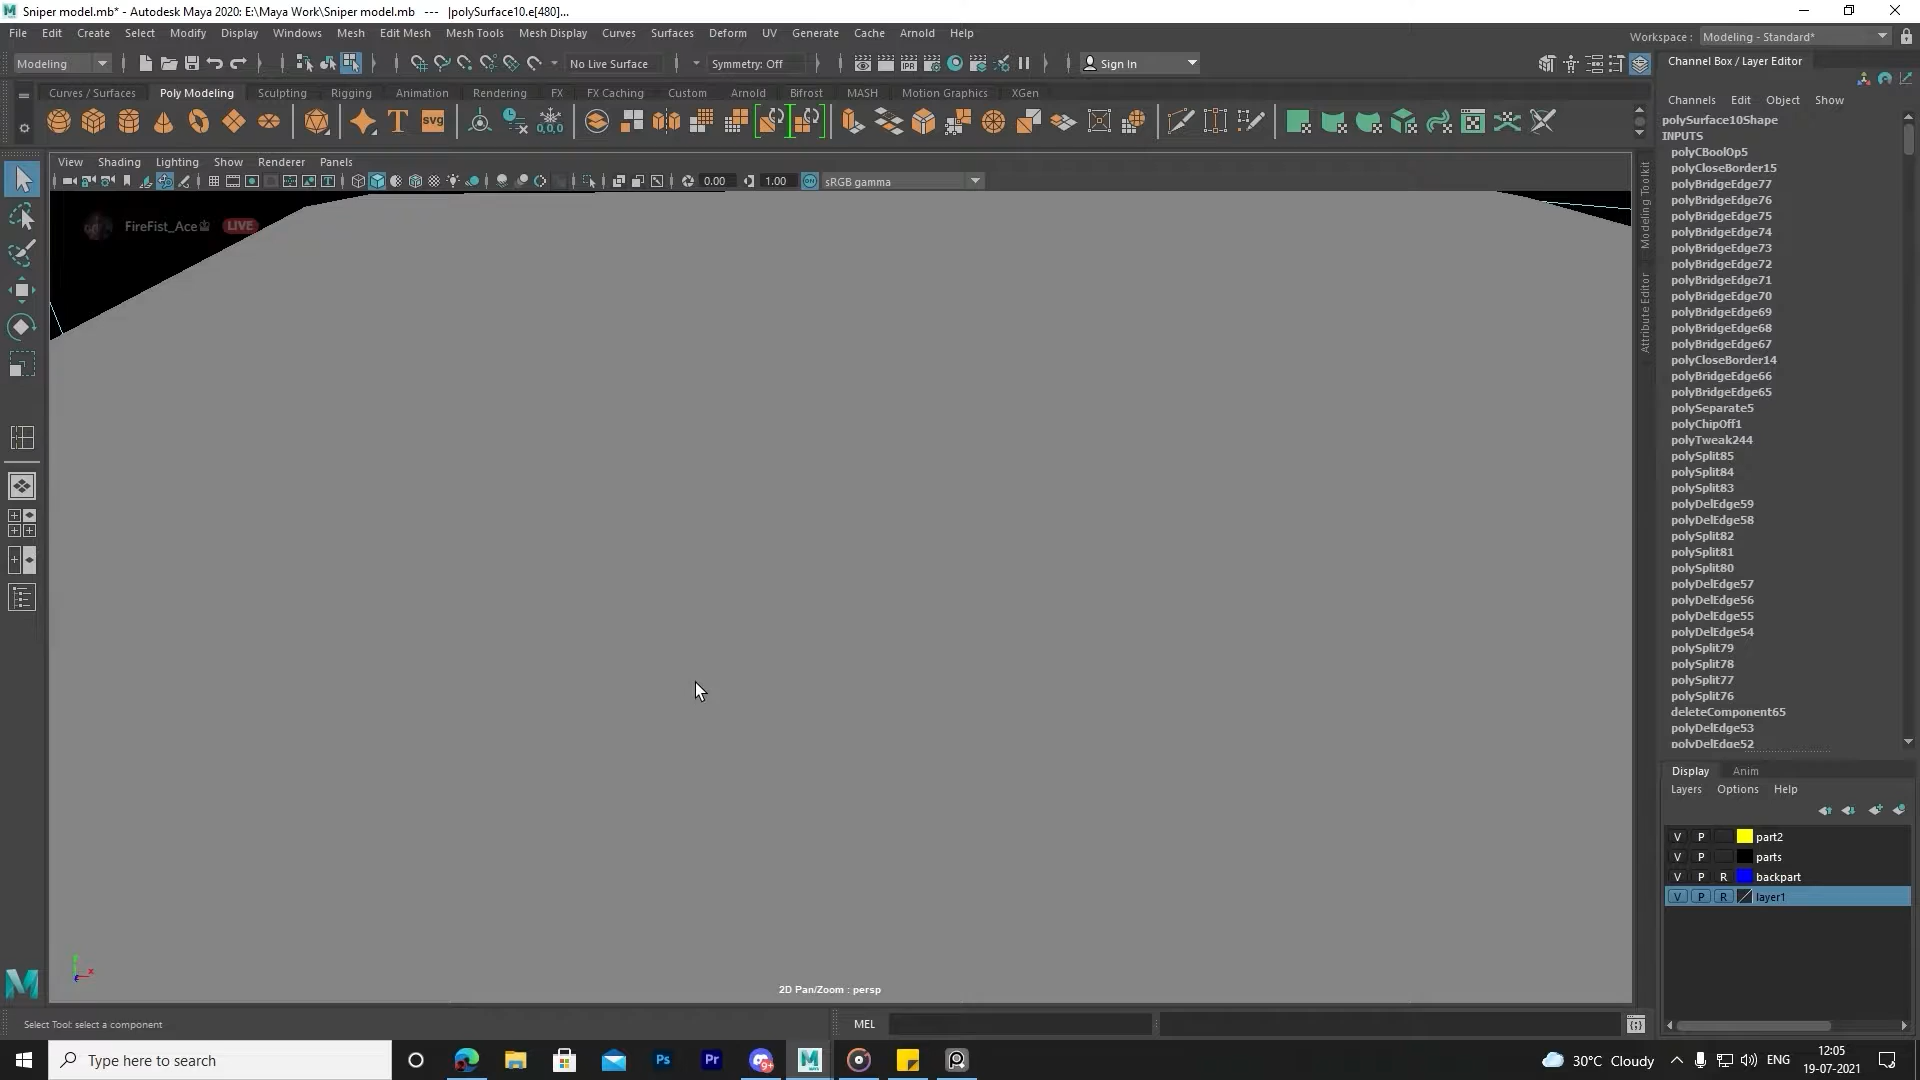 Sniper model.mb* - Autodesk Maya 2020: E:\Maya Work\Sniper model.mb   ---   |polySurface10.e[480]...
File Edit Create Select Modify Display Windows Mesh Edit Mesh Mesh Tools Mesh Display Curves Surfaces Deform UV Generate Cache Arnold Help
Workspace : Modeling - Standard*
Modeling No Live Surface Symmetry: Off Sign In
Curves / Surfaces Poly Modeling Sculpting Rigging Animation Rendering FX FX Caching Custom Arnold Bifrost MASH Motion Graphics XGen
View Shading Lighting Show Renderer Panels
0.00 1.00 sRGB gamma
FireFist_Ace LIVE
2D Pan/Zoom : persp
Modeling Toolkit
Attribute Editor
Channel Box / Layer Editor
Channels Edit Object Show
polySurface10Shape
INPUTS
polyCBoolOp5
polyCloseBorder15
polyBridgeEdge77
polyBridgeEdge76
polyBridgeEdge75
polyBridgeEdge74
polyBridgeEdge73
polyBridgeEdge72
polyBridgeEdge71
polyBridgeEdge70
polyBridgeEdge69
polyBridgeEdge68
polyBridgeEdge67
polyCloseBorder14
polyBridgeEdge66
polyBridgeEdge65
polySeparate5
polyChipOff1
polyTweak244
polySplit85
polySplit84
polySplit83
polyDelEdge59
polyDelEdge58
polySplit82
polySplit81
polySplit80
polyDelEdge57
polyDelEdge56
polyDelEdge55
polyDelEdge54
polySplit79
polySplit78
polySplit77
polySplit76
deleteComponent65
polyDelEdge53
polyDelEdge52
Display Anim
Layers Options Help
V P part2
V P parts
V P R backpart
V P R layer1
Select Tool: select a component
MEL
Type here to search
30°C Cloudy ENG
12:05
19-07-2021